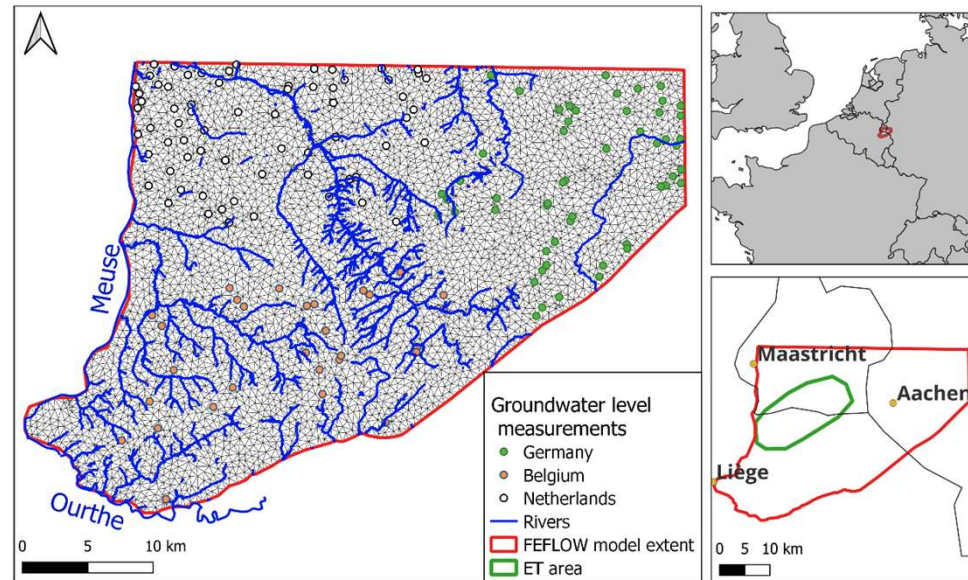 Meuse
Ourthe
0 5 10 km
Groundwater level
measurements
Germany
Belgium
Netherlands
Rivers
FEFLOW model extent
ET area
Maastricht
Aachen
Liège
0 5 10 km